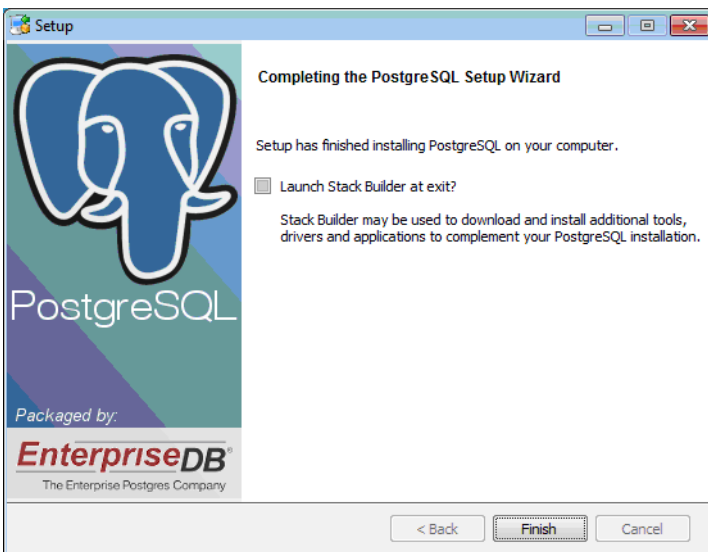 Setup
Completing the PostgreSQL Setup Wizard
Setup has finished installing PostgreSQL on your computer.
Launch Stack Builder at exit?
Stack Builder may be used to download and install additional tools,
drivers and applications to complement your PostgreSQL installation.
PostgreSQL
Packaged by:
EnterpriseDB®
The Enterprise Postgres Company
< Back
Finish
Cancel